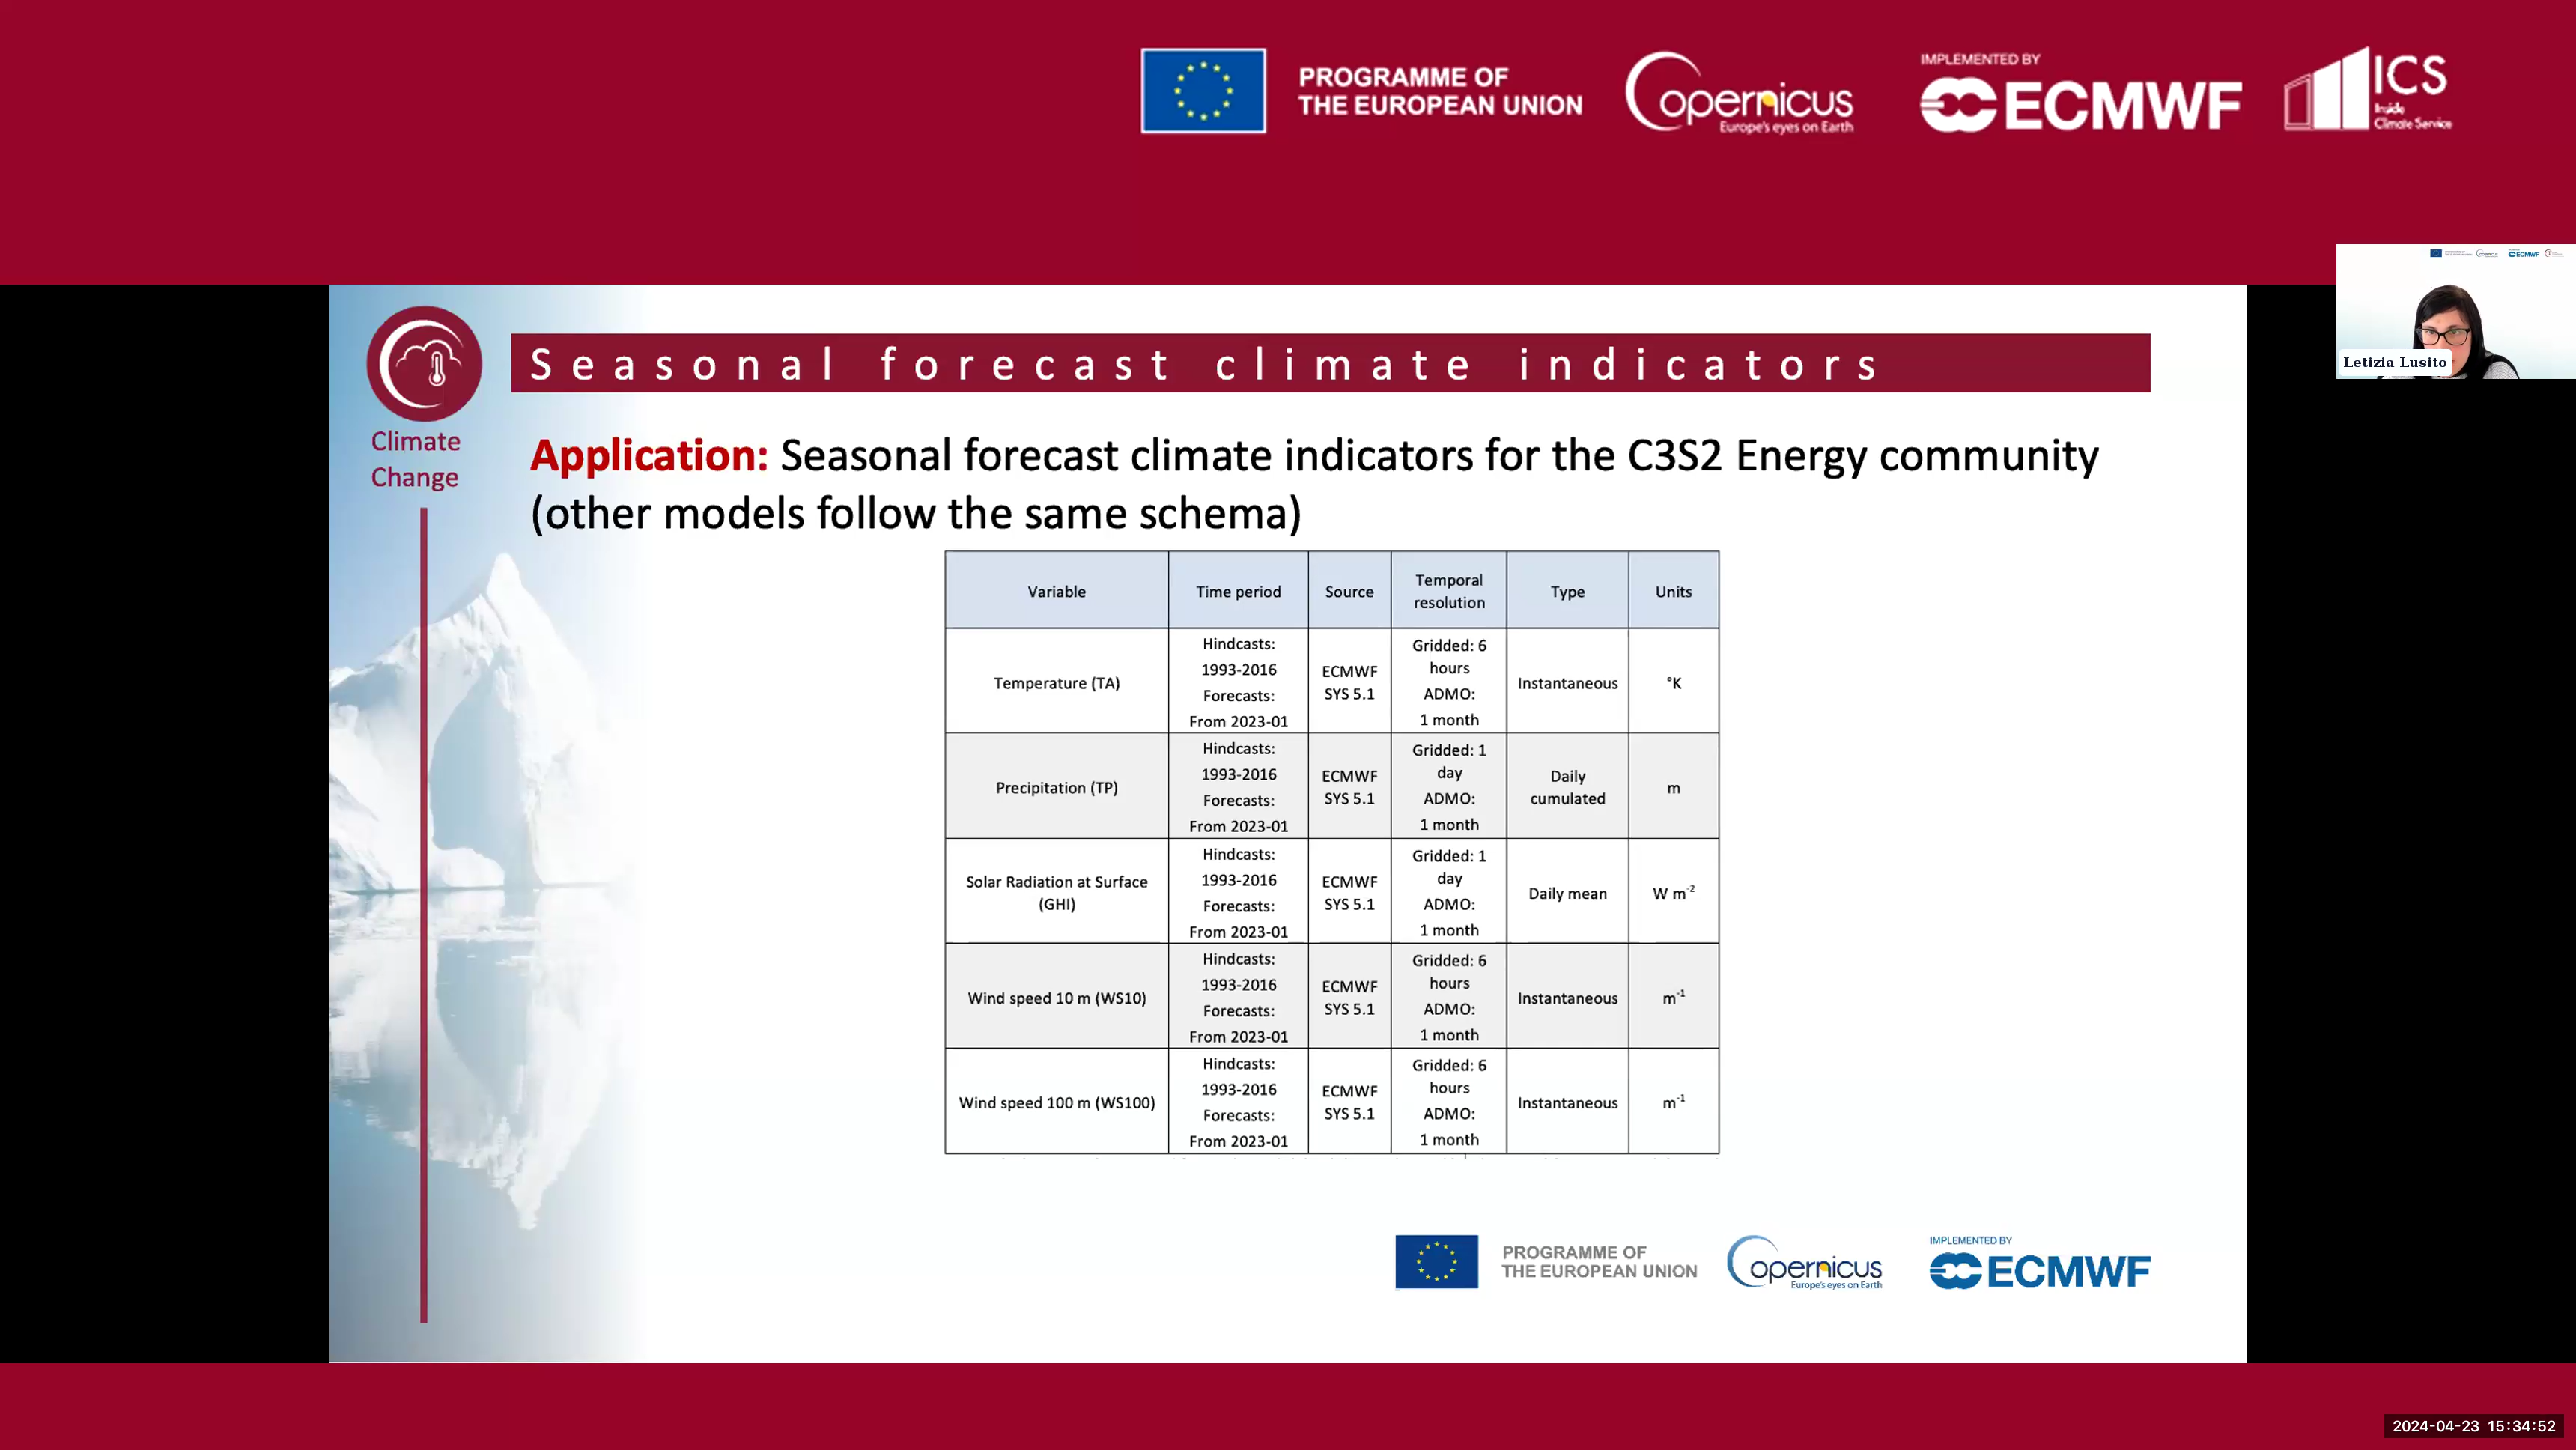 PROGRAMME OF
THE EUROPEAN UNION
Copernicus
Europe's eyes on Earth
IMPLEMENTED BY
ECMWF
ICS
Inside
Climate Service
ECMWF
Letizia Lusito
Climate
Change
Seasonal forecast climate indicators
Application: Seasonal forecast climate indicators for the C3S2 Energy community
(other models follow the same schema)
Variable
Time period
Source
Temporal
resolution
Type
Units
Temperature (TA)
Hindcasts:
1993-2016
Forecasts:
From 2023-01
ECMWF
SYS 5.1
Gridded: 6
hours
ADMO:
1 month
Instantaneous
°K
Precipitation (TP)
Hindcasts:
1993-2016
Forecasts:
From 2023-01
ECMWF
SYS 5.1
Gridded: 1
day
ADMO:
1 month
Daily
cumulated
m
Solar Radiation at Surface
(GHI)
Hindcasts:
1993-2016
Forecasts:
From 2023-01
ECMWF
SYS 5.1
Gridded: 1
day
ADMO:
1 month
Daily mean
W m⁻²
Wind speed 10 m (WS10)
Hindcasts:
1993-2016
Forecasts:
From 2023-01
ECMWF
SYS 5.1
Gridded: 6
hours
ADMO:
1 month
Instantaneous
m⁻¹
Wind speed 100 m (WS100)
Hindcasts:
1993-2016
Forecasts:
From 2023-01
ECMWF
SYS 5.1
Gridded: 6
hours
ADMO:
1 month
Instantaneous
m⁻¹
PROGRAMME OF
THE EUROPEAN UNION
Copernicus
Europe's eyes on Earth
IMPLEMENTED BY
ECMWF
2024-04-23 15:34:52